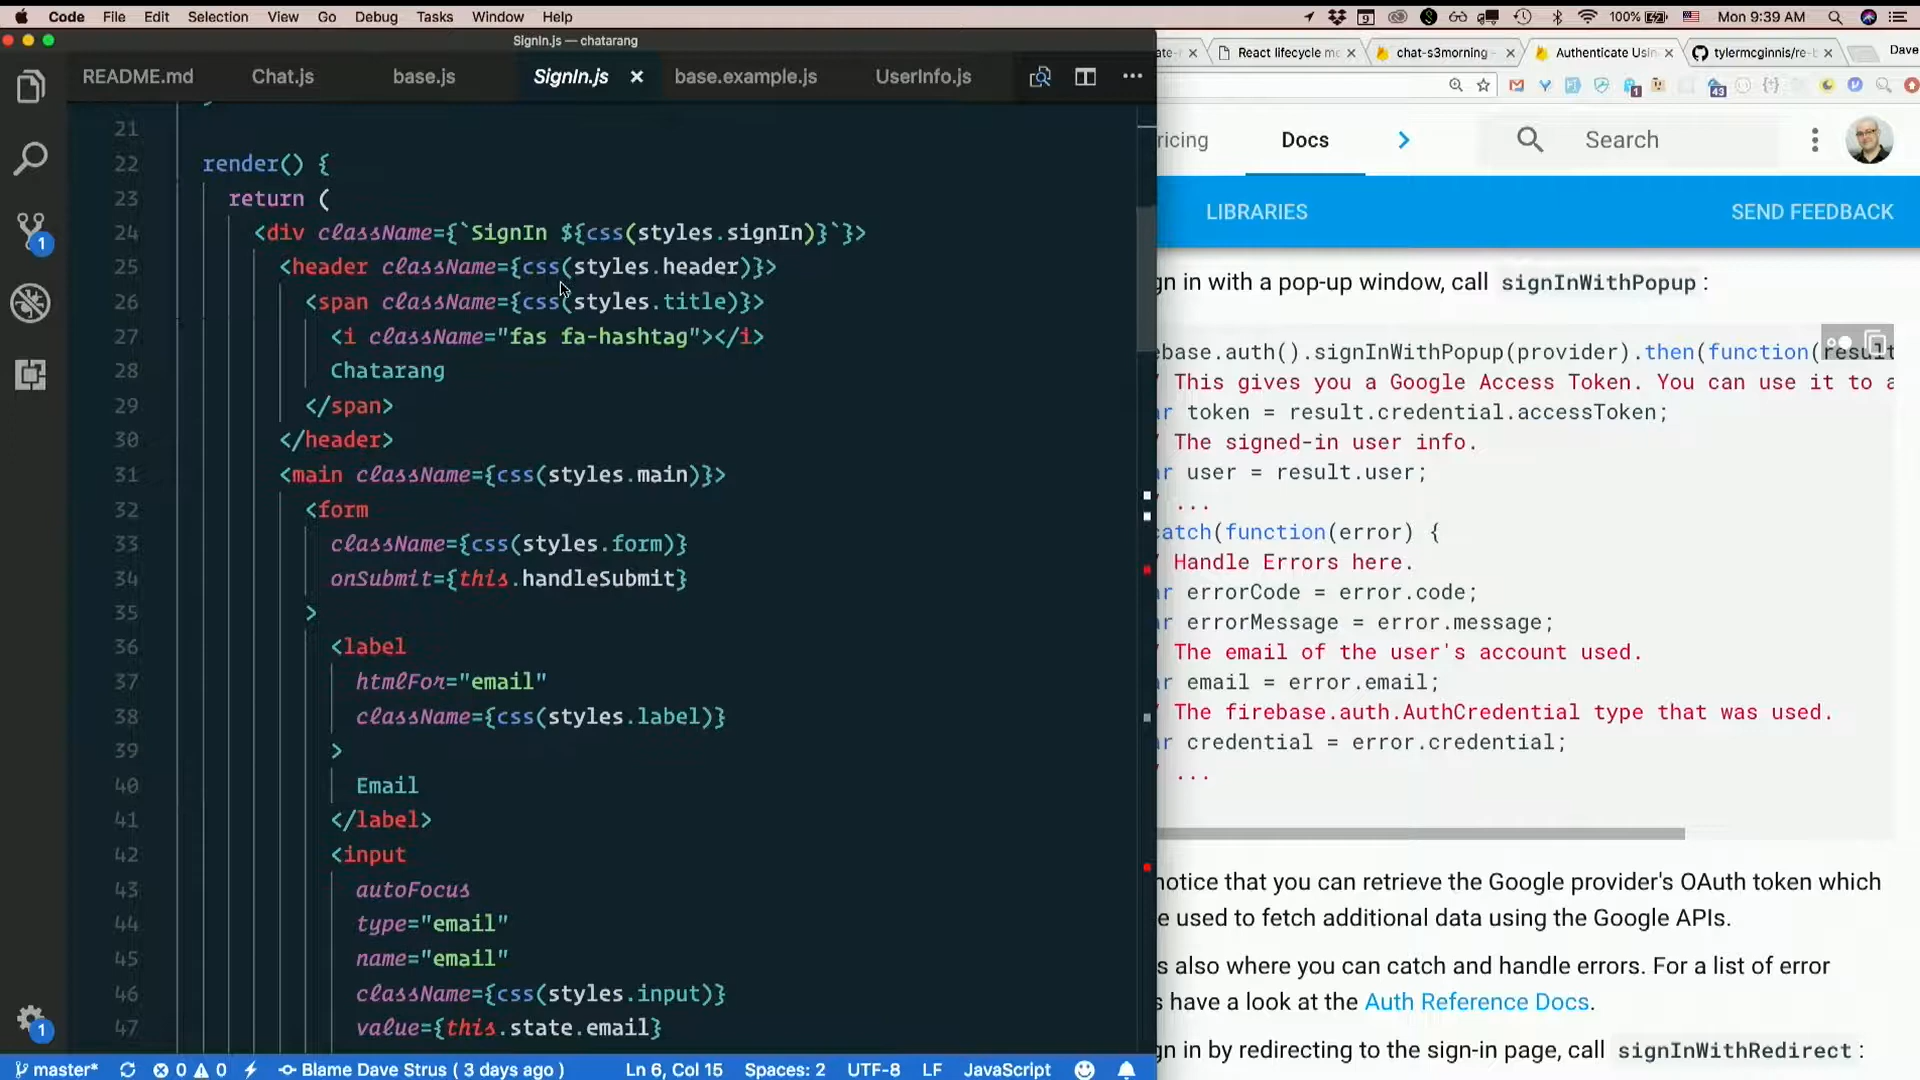 Code File Edit Selection View Go Debug Tasks Window Help
9
100%
Mon 9:39 AM
SignIn.js — chatarang
README.md
Chat.js
base.js
SignIn.js
base.example.js
UserInfo.js
21
22 render() {
23 return (
24 <div className={`SignIn ${css(styles.signIn)}`}>
25 <header className={css(styles.header)}>
26 <span className={css(styles.title)}>
27 <i className="fas fa-hashtag"></i>
28 Chatarang
29 </span>
30 </header>
31 <main className={css(styles.main)}>
32 <form
33 className={css(styles.form)}
34 onSubmit={this.handleSubmit}
35 >
36 <label
37 htmlFor="email"
38 className={css(styles.label)}
39 >
40 Email
41 </label>
42 <input
43 autoFocus
44 type="email"
45 name="email"
46 className={css(styles.input)}
47 value={this.state.email}
1
1
master*
0
0
Blame Dave Strus ( 3 days ago )
Ln 6, Col 15
Spaces: 2
UTF-8
LF
JavaScript
React lifecycle me
chat-s3morning -
Authenticate Usin
tylermcginnis/re-b
Dave
43
ricing
Docs
Search
LIBRARIES
SEND FEEDBACK
gn in with a pop-up window, call signInWithPopup :
ebase.auth().signInWithPopup(provider).then(function(result
This gives you a Google Access Token. You can use it to a
ar token = result.credential.accessToken;
The signed-in user info.
ar user = result.user;
...
catch(function(error) {
Handle Errors here.
ar errorCode = error.code;
ar errorMessage = error.message;
The email of the user's account used.
ar email = error.email;
The firebase.auth.AuthCredential type that was used.
ar credential = error.credential;
...
notice that you can retrieve the Google provider's OAuth token which
e used to fetch additional data using the Google APIs.
s also where you can catch and handle errors. For a list of error
s have a look at the Auth Reference Docs.
gn in by redirecting to the sign-in page, call signInWithRedirect :